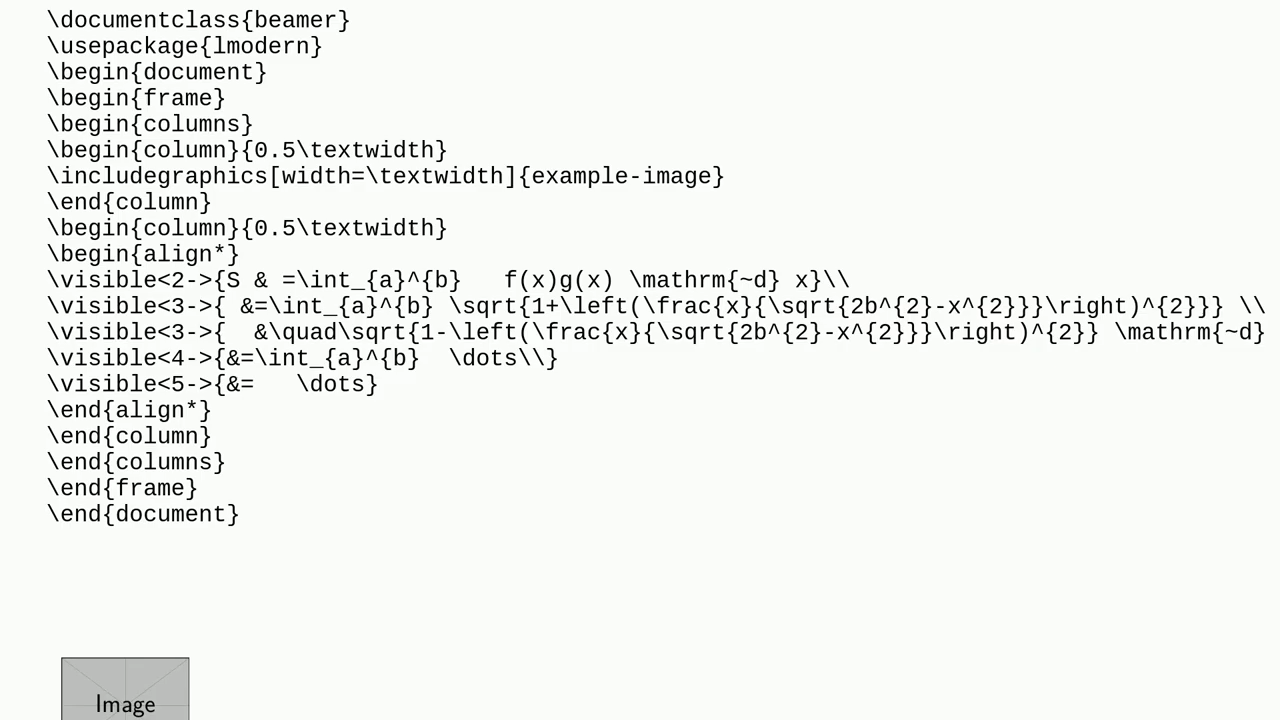 \documentclass{beamer}
\usepackage{lmodern}
\begin{document}
\begin{frame}
\begin{columns}
\begin{column}{0.5\textwidth}
\includegraphics[width=\textwidth]{example-image}
\end{column}
\begin{column}{0.5\textwidth}
\begin{align*}
\visible<2->{S & =\int_{a}^{b}   f(x)g(x) \mathrm{~d} x}\\
\visible<3->{ &=\int_{a}^{b} \sqrt{1+\left(\frac{x}{\sqrt{2b^{2}-x^{2}}}\right)^{2}}} \\
\visible<3->{  &\quad\sqrt{1-\left(\frac{x}{\sqrt{2b^{2}-x^{2}}}\right)^{2}} \mathrm{~d}
\visible<4->{&=\int_{a}^{b}  \dots\\}
\visible<5->{&=   \dots}
\end{align*}
\end{column}
\end{columns}
\end{frame}
\end{document}
Image